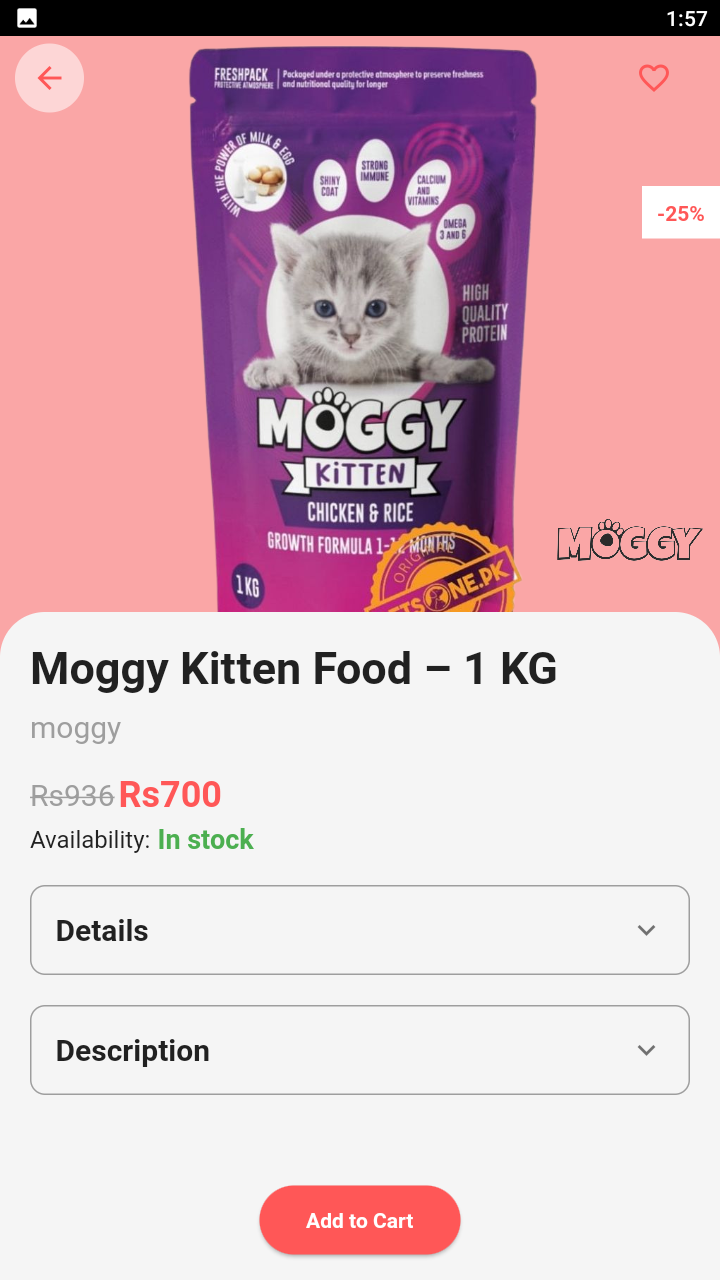 1:57
FRESHPACK
PROTECTIVE ATMOSPHERE
Packaged under a protective atmosphere to preserve freshness
and nutritional quality for longer
-25%
WITH THE POWER OF MILK & EGG
SHINY
COAT
STRONG
IMMUNE
CALCIUM
AND
VITAMINS
OMEGA
3 AND 6
HIGH
QUALITY
PROTEIN
MOGGY
KiTTEN
CHICKEN & RICE
GROWTH FORMULA 1-12 MONTHS
MOGGY
ORIGINAL
ETSONE.PK
1 KG
Moggy Kitten Food – 1 KG
moggy
Rs936 Rs700
Availability: In stock
Details
Description
Add to Cart